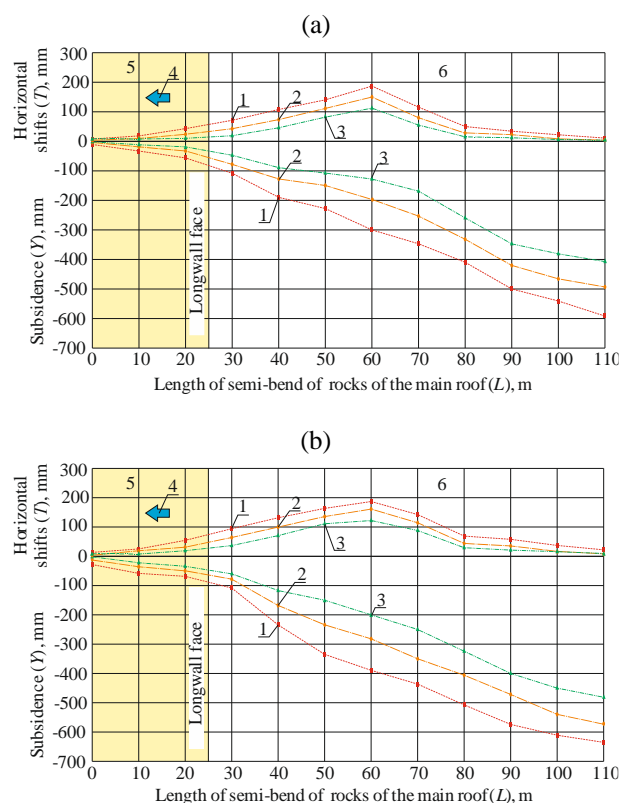 (a)
Horizontal
shifts (T), mm
Subsidence (Y), mm
300
200
100
0
-100
-200
-300
-400
-500
-600
-700
5
4
6
1
2
3
2
3
1
Longwall face
0 10 20 30 40 50 60 70 80 90 100 110
Length of semi-bend of rocks of the main roof (L), m
(b)
Horizontal
shifts (T), mm
Subsidence (Y), mm
300
200
100
0
-100
-200
-300
-400
-500
-600
-700
5
4
6
1
2
3
2
3
1
Longwall face
0 10 20 30 40 50 60 70 80 90 100 110
Length of semi-bend of rocks of the main roof (L), m